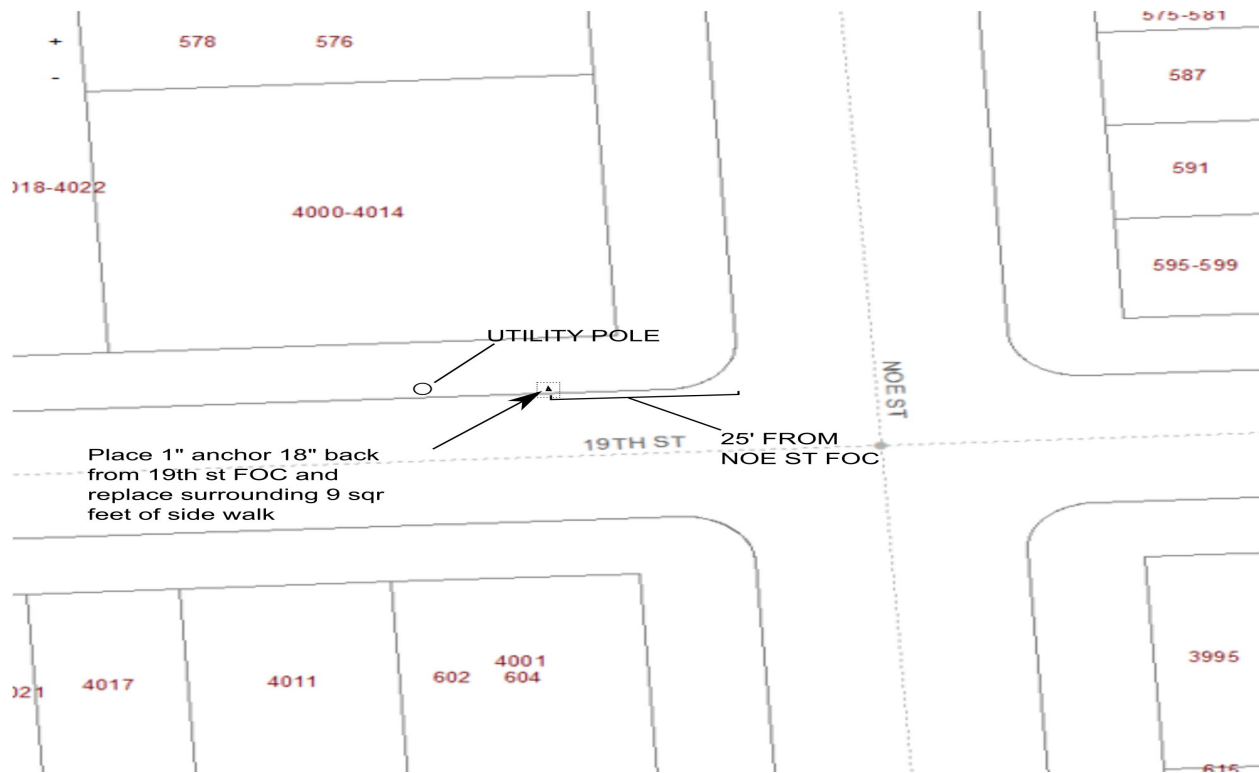 575-581
+
578 576
-
587
591
018-4022
4000-4014
595-599
UTILITY POLE
NOE ST
19TH ST
25' FROM
NOE ST FOC
Place 1" anchor 18" back
from 19th st FOC and
replace surrounding 9 sqr
feet of side walk
4001
602 604
4011
4017
021
3995
615